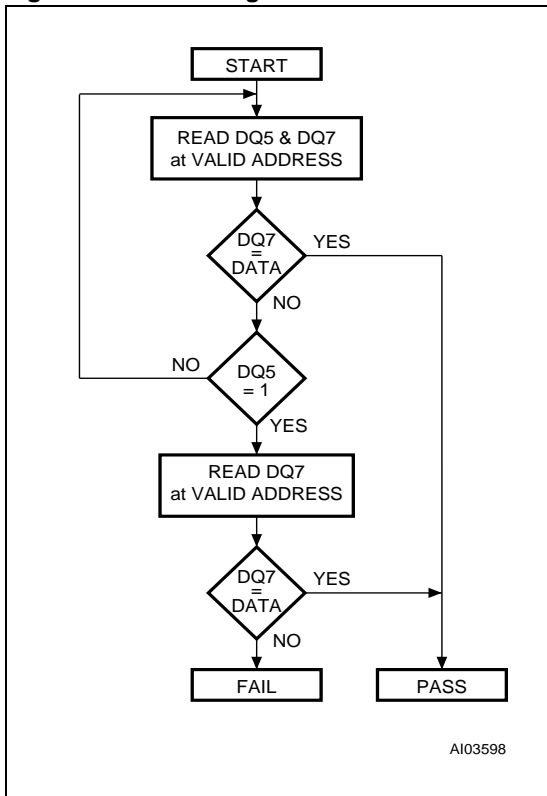 START
READ DQ5 & DQ7
at VALID ADDRESS
DQ7
=
DATA
YES
NO
DQ5
= 1
NO
YES
READ DQ7
at VALID ADDRESS
DQ7
=
DATA
YES
NO
FAIL
PASS
AI03598